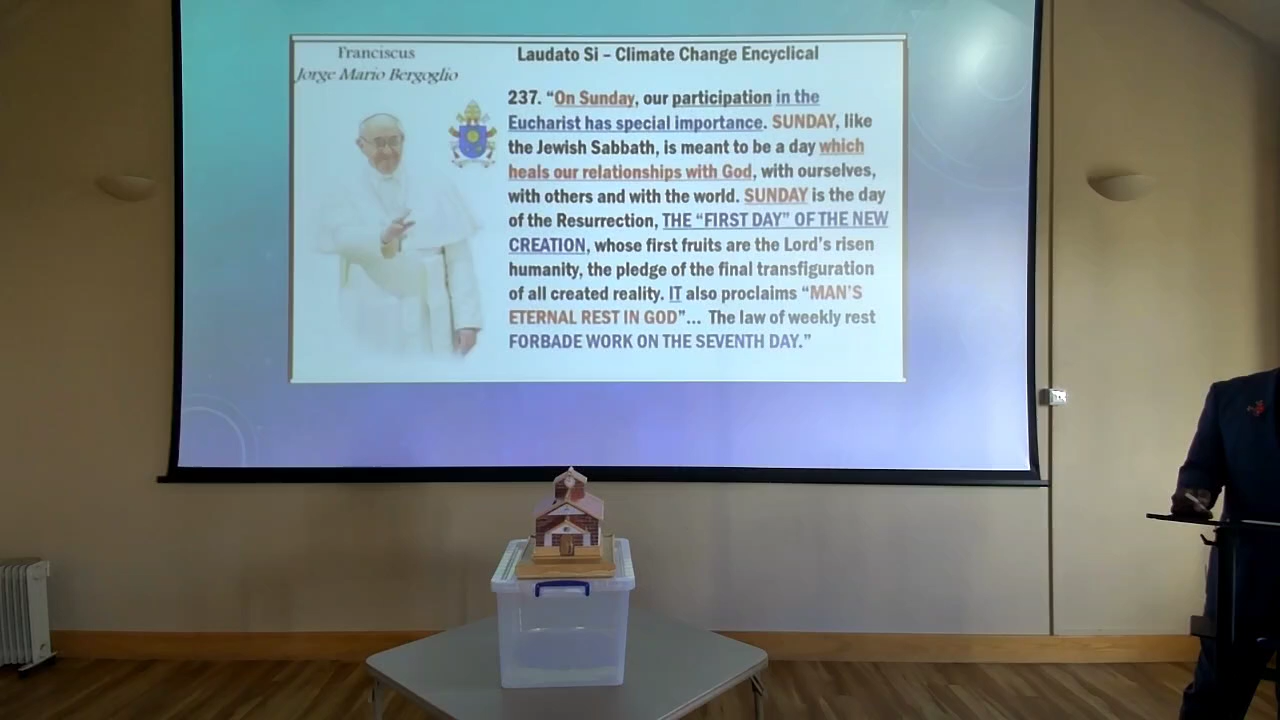 Franciscus
Jorge Mario Bergoglio
Laudato Si – Climate Change Encyclical
237. “On Sunday, our participation in the
Eucharist has special importance. SUNDAY, like
the Jewish Sabbath, is meant to be a day which
heals our relationships with God, with ourselves,
with others and with the world. SUNDAY is the day
of the Resurrection, THE “FIRST DAY” OF THE NEW
CREATION, whose first fruits are the Lord’s risen
humanity, the pledge of the final transfiguration
of all created reality. IT also proclaims “MAN’S
ETERNAL REST IN GOD”... The law of weekly rest
FORBADE WORK ON THE SEVENTH DAY.”